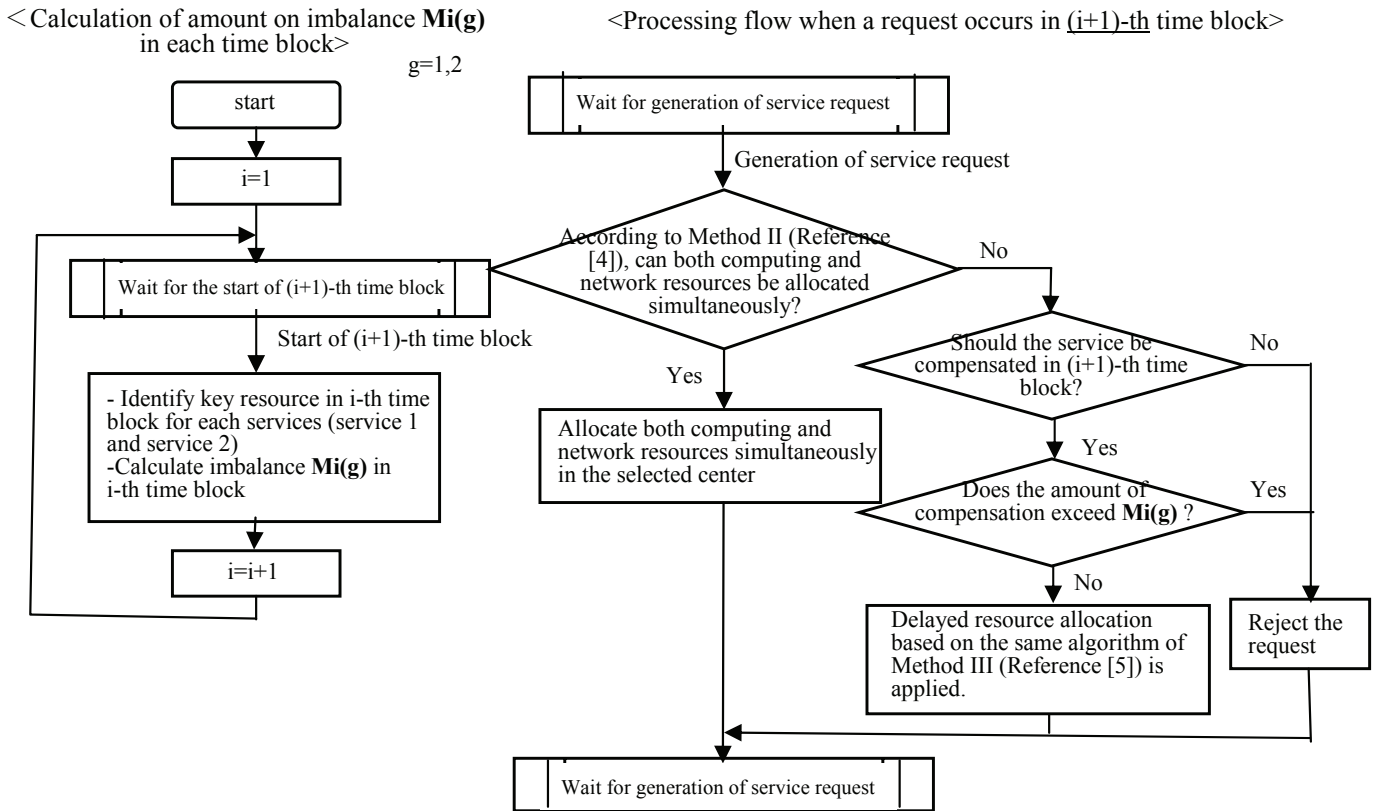 ＜Calculation of amount on imbalance Mi(g)
in each time block>
g=1,2
start
i=1
Wait for the start of (i+1)-th time block
Start of (i+1)-th time block
- Identify key resource in i-th time
block for each services (service 1
and service 2)
-Calculate imbalance Mi(g) in
i-th time block
i=i+1
<Processing flow when a request occurs in (i+1)-th time block>
Wait for generation of service request
Generation of service request
According to Method II (Reference
[4]), can both computing and
network resources be allocated
simultaneously?
No
Yes
Allocate both computing and
network resources simultaneously
in the selected center
Should the service be
compensated in (i+1)-th time
block?
No
Yes
Does the amount of
compensation exceed Mi(g) ?
Yes
No
Delayed resource allocation
based on the same algorithm of
Method III (Reference [5]) is
applied.
Reject the
request
Wait for generation of service request